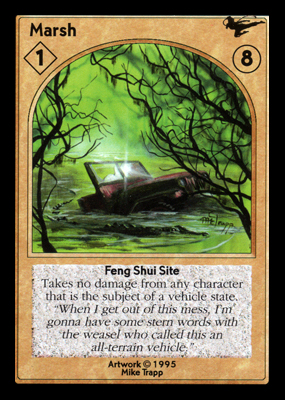 Marsh
1
8
Feng Shui Site
Takes no damage from any character
that is the subject of a vehicle state.
"When I get out of this mess, I'm
gonna have some stern words with
the weasel who called this an
all-terrain vehicle."
Artwork © 1995
Mike Trapp